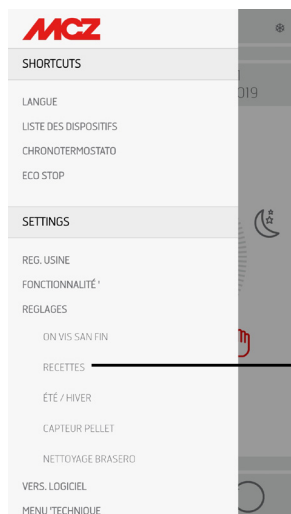 MCZ
SHORTCUTS
019
LANGUE
LISTE DES DISPOSITIFS
CHRONOTERMOSTATO
ECO STOP
SETTINGS
REG. USINE
FONCTIONNALITÉ '
REGLAGES
ON VIS SAN FIN
RECETTES
ÉTÉ / HIVER
CAPTEUR PELLET
NETTOYAGE BRASERO
VERS. LOGICIEL
MENU 'TECHNIQUE